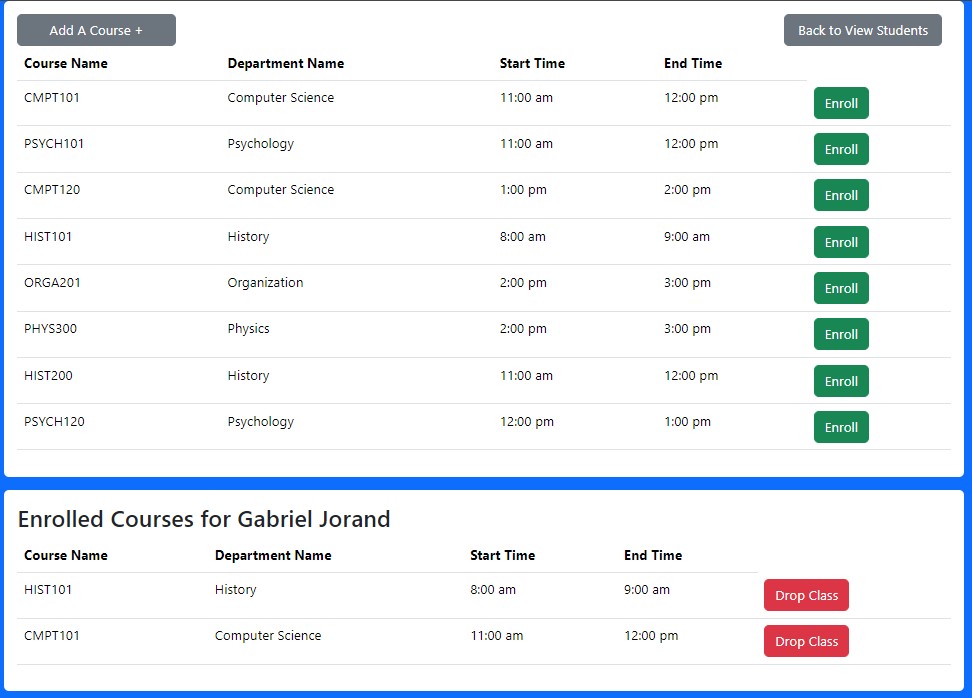 Add A Course + Back to View Students
Course Name Department Name Start Time End Time
CMPT101 Computer Science 11:00 am 12:00 pm Enroll
PSYCH101 Psychology 11:00 am 12:00 pm Enroll
CMPT120 Computer Science 1:00 pm 2:00 pm Enroll
HIST101 History 8:00 am 9:00 am Enroll
ORGA201 Organization 2:00 pm 3:00 pm Enroll
PHYS300 Physics 2:00 pm 3:00 pm Enroll
HIST200 History 11:00 am 12:00 pm Enroll
PSYCH120 Psychology 12:00 pm 1:00 pm Enroll
Enrolled Courses for Gabriel Jorand
Course Name Department Name Start Time End Time
HIST101 History 8:00 am 9:00 am Drop Class
CMPT101 Computer Science 11:00 am 12:00 pm Drop Class